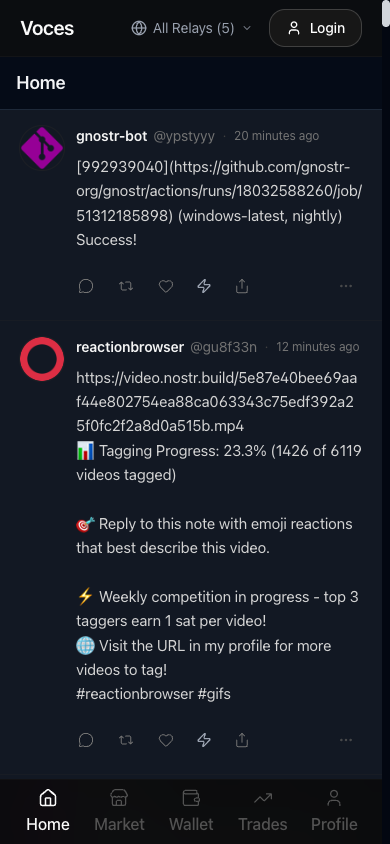 Voces
All Relays (5)
Login
Home
gnostr-bot @ypstyyy · 20 minutes ago
[992939040](https://github.com/gnostr-
org/gnostr/actions/runs/18032588260/job/
51312185898) (windows-latest, nightly)
Success!
reactionbrowser @gu8f33n · 12 minutes ago
https://video.nostr.build/5e87e40bee69aa
f44e802754ea88ca063343c75edf392a2
5f0fc2f2a8d0a515b.mp4
📊 Tagging Progress: 23.3% (1426 of 6119
videos tagged)
🎯 Reply to this note with emoji reactions
that best describe this video.
⚡ Weekly competition in progress - top 3
taggers earn 1 sat per video!
🌐 Visit the URL in my profile for more
videos to tag!
#reactionbrowser #gifs
Home Market Wallet Trades Profile